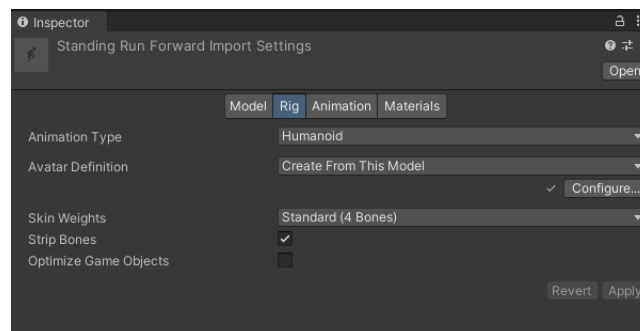 Inspector
Standing Run Forward Import Settings
Open
Model Rig Animation Materials
Animation Type Humanoid
Avatar Definition Create From This Model
Configure...
Skin Weights Standard (4 Bones)
Strip Bones
Optimize Game Objects
Revert Apply